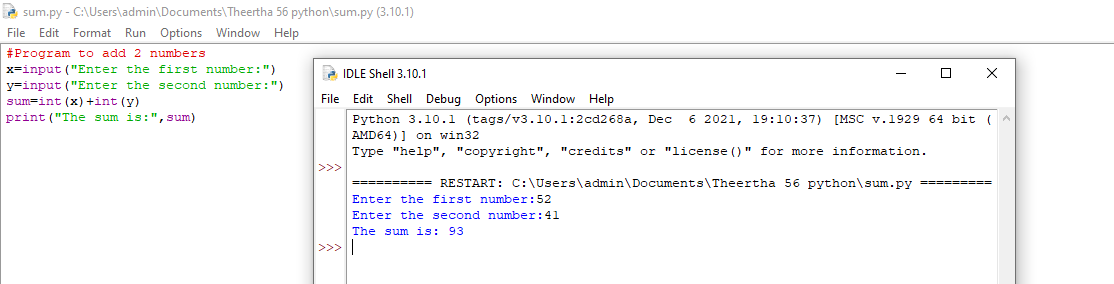 sum.py - C:\Users\admin\Documents\Theertha 56 python\sum.py (3.10.1)
File Edit Format Run Options Window Help
#Program to add 2 numbers
x=input("Enter the first number:")
y=input("Enter the second number:")
sum=int(x)+int(y)
print("The sum is:",sum)
IDLE Shell 3.10.1
File Edit Shell Debug Options Window Help
Python 3.10.1 (tags/v3.10.1:2cd268a, Dec  6 2021, 19:10:37) [MSC v.1929 64 bit (
AMD64)] on win32
Type "help", "copyright", "credits" or "license()" for more information.
>>>
========== RESTART: C:\Users\admin\Documents\Theertha 56 python\sum.py =========
Enter the first number:52
Enter the second number:41
The sum is: 93
>>>